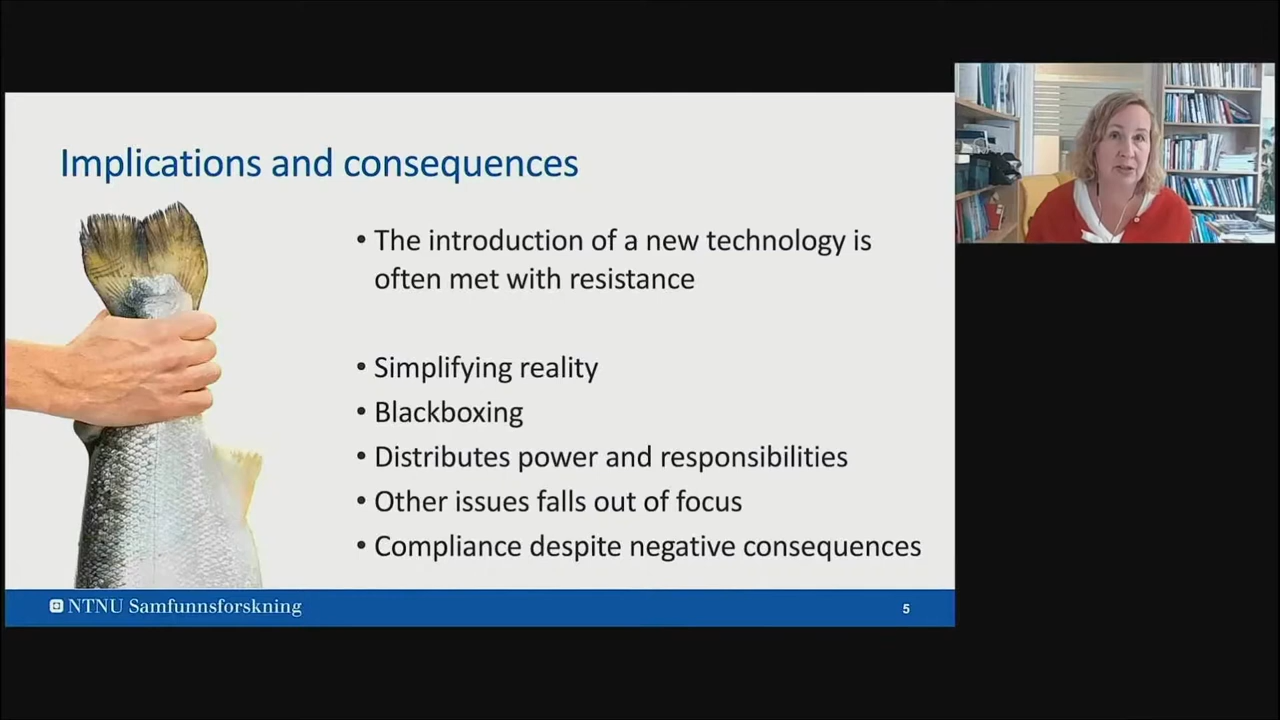 Implications and consequences
• The introduction of a new technology is
often met with resistance
• Simplifying reality
• Blackboxing
• Distributes power and responsibilities
• Other issues falls out of focus
• Compliance despite negative consequences
NTNU Samfunnsforskning
5